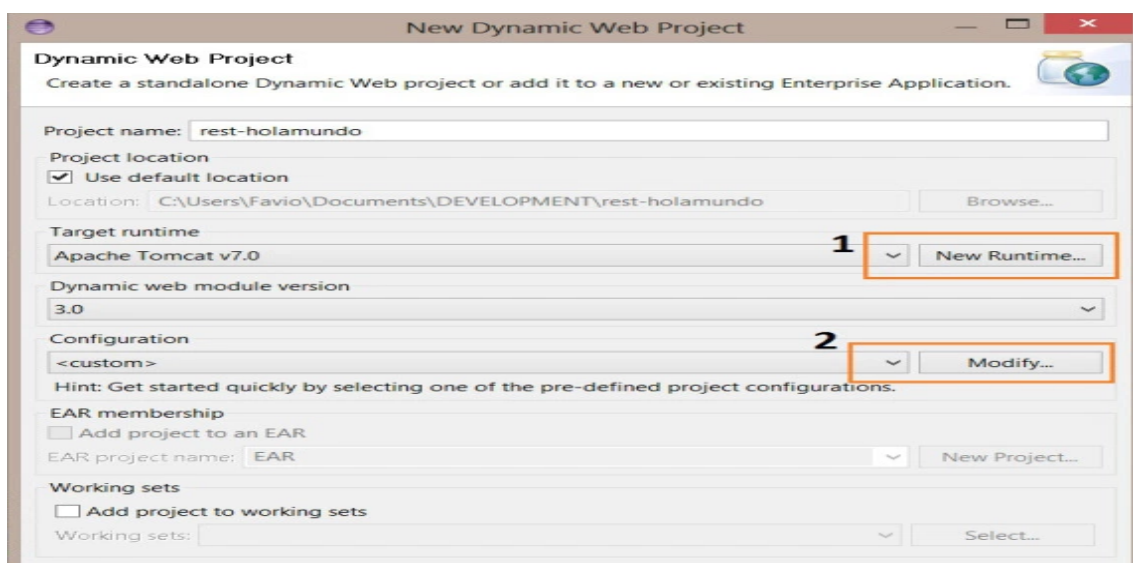 New Dynamic Web Project
Dynamic Web Project
Create a standalone Dynamic Web project or add it to a new or existing Enterprise Application.
Project name: rest-holamundo
Project location
Use default location
Location: C:\Users\Favio\Documents\DEVELOPMENT\rest-holamundo Browse...
Target runtime
1
Apache Tomcat v7.0 New Runtime...
Dynamic web module version
3.0
Configuration
2
<custom> Modify...
Hint: Get started quickly by selecting one of the pre-defined project configurations.
EAR membership
Add project to an EAR
EAR project name: EAR New Project...
Working sets
Add project to working sets
Working sets: Select...